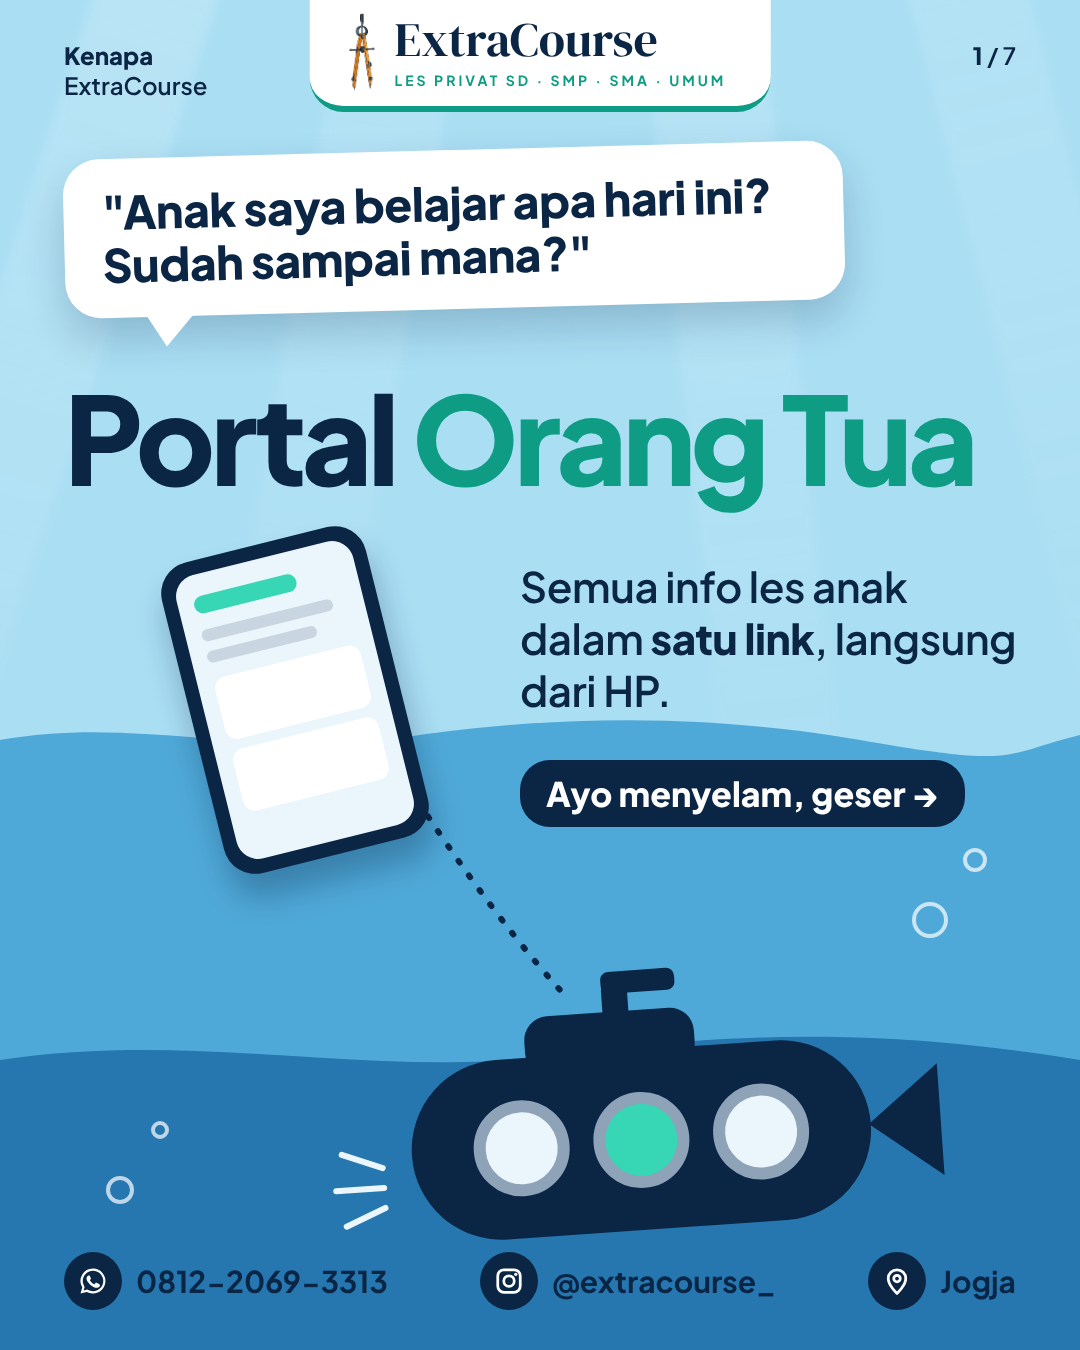 Kenapa
ExtraCourse
ExtraCourse
LES PRIVAT SD · SMP · SMA · UMUM
1 / 7
"Anak saya belajar apa hari ini?
Sudah sampai mana?"
Portal Orang Tua
Semua info les anak
dalam satu link, langsung
dari HP.
Ayo menyelam, geser →
0812-2069-3313
@extracourse_
Jogja